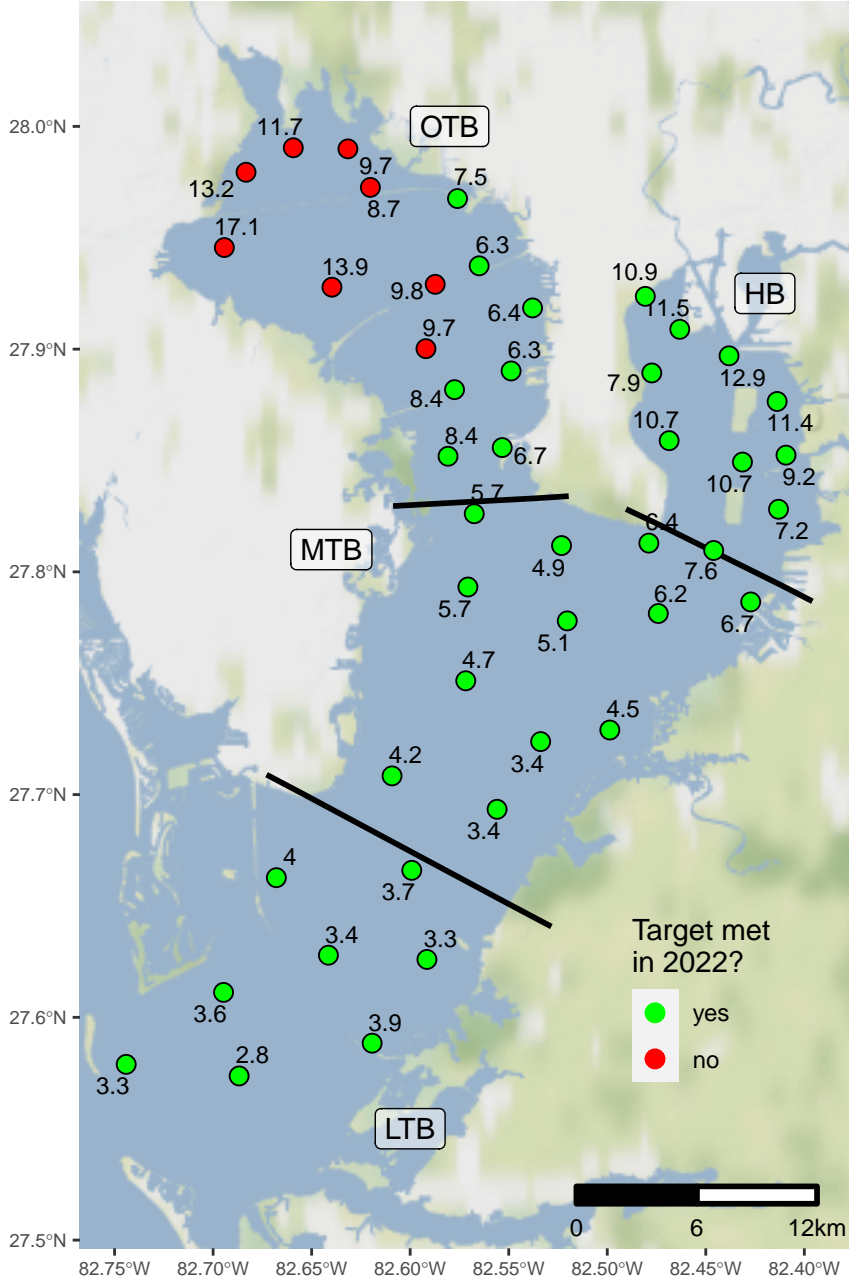 28.0°N
27.9°N
27.8°N
27.7°N
27.6°N
27.5°N
OTB
11.7
9.7
13.2
8.7
7.5
17.1
13.9
9.8
6.3
6.4
9.7
6.3
8.4
8.4
6.7
HB
10.9
11.5
12.9
7.9
11.4
10.7
10.7
9.2
7.2
MTB
5.7
4.9
6.4
7.6
5.7
5.1
6.2
6.7
4.7
4.5
3.4
4.2
3.4
4
3.7
3.4
3.3
3.6
3.9
3.3
2.8
LTB
Target met
in 2022?
yes
no
0 6 12km
82.75°W 82.70°W 82.65°W 82.60°W 82.55°W 82.50°W 82.45°W 82.40°W